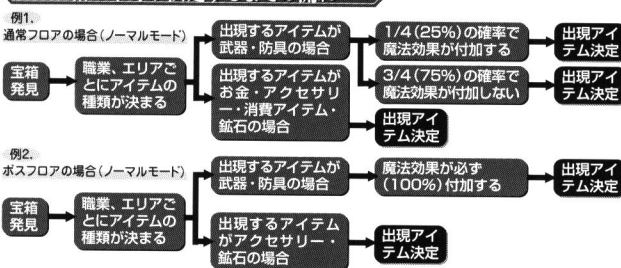 例1.
通常フロアの場合(ノーマルモード)
宝箱
発見
職業、エリアご
とにアイテムの
種類が決まる
出現するアイテムが
武器・防具の場合
1/4(25%)の確率で
魔法効果が付加する
出現アイ
テム決定
3/4(75%)の確率で
魔法効果が付加しない
出現アイ
テム決定
出現するアイテムが
お金・アクセサリ
ー・消費アイテム・
鉱石の場合
出現アイ
テム決定
例2.
ボスフロアの場合(ノーマルモード)
宝箱
発見
職業、エリアご
とにアイテムの
種類が決まる
出現するアイテムが
武器・防具の場合
魔法効果が必ず
(100%)付加する
出現アイ
テム決定
出現するアイテム
がアクセサリー・
鉱石の場合
出現アイ
テム決定